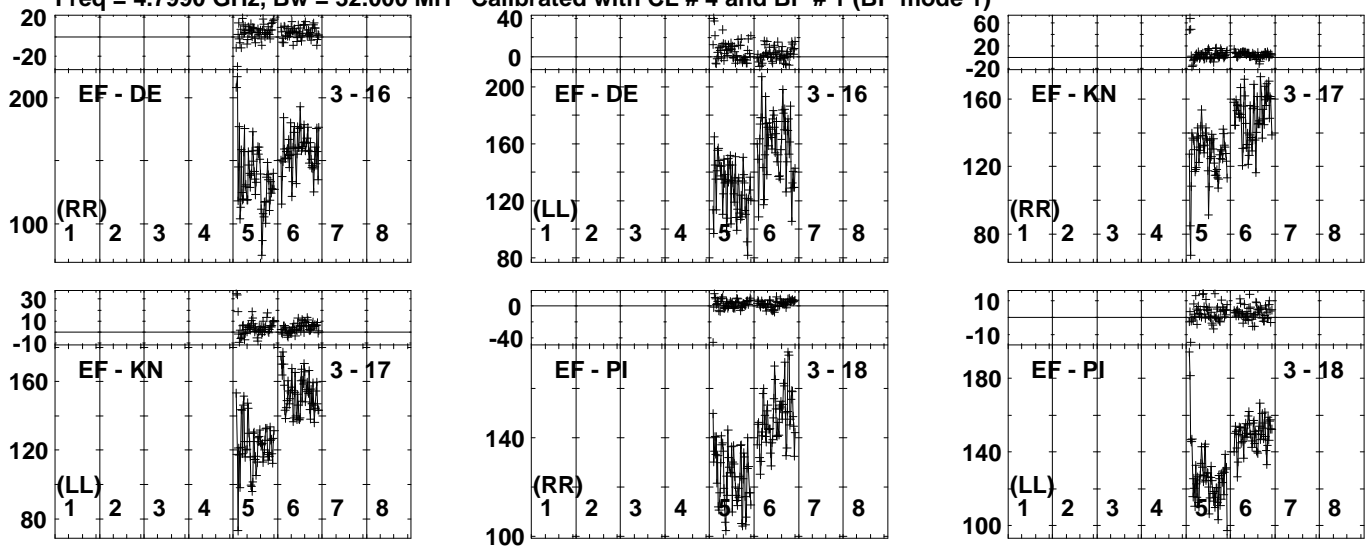 Freq = 4.7990 GHz, Bw = 32.000 MH Calibrated with CL # 4 and BP # 1 (BP mode 1)
20
-20
EF - DE
3 - 16
200
100
(RR)
1 2 3 4 5 6 7 8
40
0
EF - DE
3 - 16
200
160
120
80
(LL)
1 2 3 4 5 6 7 8
60
20
-20
EF - KN
3 - 17
160
120
80
(RR)
1 2 3 4 5 6 7 8
30
10
-10
EF - KN
3 - 17
160
120
80
(LL)
1 2 3 4 5 6 7 8
0
-40
EF - PI
3 - 18
140
100
(RR)
1 2 3 4 5 6 7 8
10
-10
EF - PI
3 - 18
180
140
100
(LL)
1 2 3 4 5 6 7 8